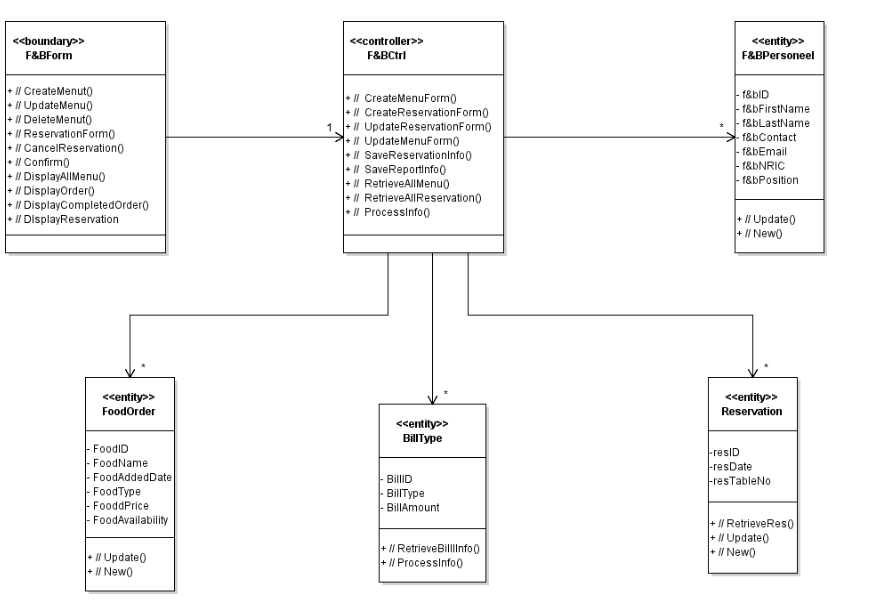 <<boundary>>
F&BForm
+ // CreateMenut()
+ // UpdateMenu()
+ // DeleteMenut()
+ // ReservationForm()
+ // CancelReservation()
+ // Confirm()
+ // DisplayAllMenu()
+ // DisplayOrder()
+ // DisplayCompletedOrder()
+ // DIsplayReservation
1
<<controller>>
F&BCtrl
+ // CreateMenuForm()
+ // CreateReservationForm()
+ // UpdateReservationForm()
+ // UpdateMenuForm()
+ // SaveReservationInfo()
+ // SaveReportInfo()
+ // RetrieveAllMenu()
+ // RetrieveAllReservation()
+ // ProcessInfo()
*
<<entity>>
F&BPersoneel
- f&bID
- f&bFirstName
- f&bLastName
- f&bContact
- f&bEmail
- f&bNRIC
- f&bPosition
+ // Update()
+ // New()
*
<<entity>>
FoodOrder
- FoodID
- FoodName
- FoodAddedDate
- FoodType
- FooddPrice
- FoodAvailability
+ // Update()
+ // New()
*
<<entity>>
BillType
- BillID
- BillType
- BillAmount
+ // RetrieveBillIInfo()
+ // ProcessInfo()
*
<<entity>>
Reservation
-resID
-resDate
-resTableNo
+ // RetrieveRes()
+ // Update()
+ // New()